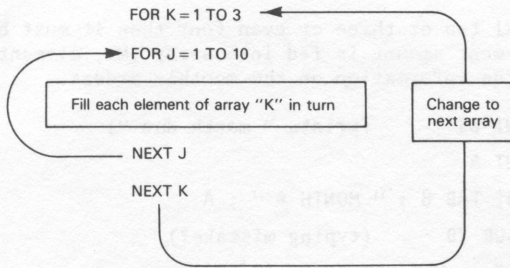 FOR K = 1 TO 3
FOR J = 1 TO 10
Fill each element of array "K" in turn
Change to
next array
NEXT J
NEXT K